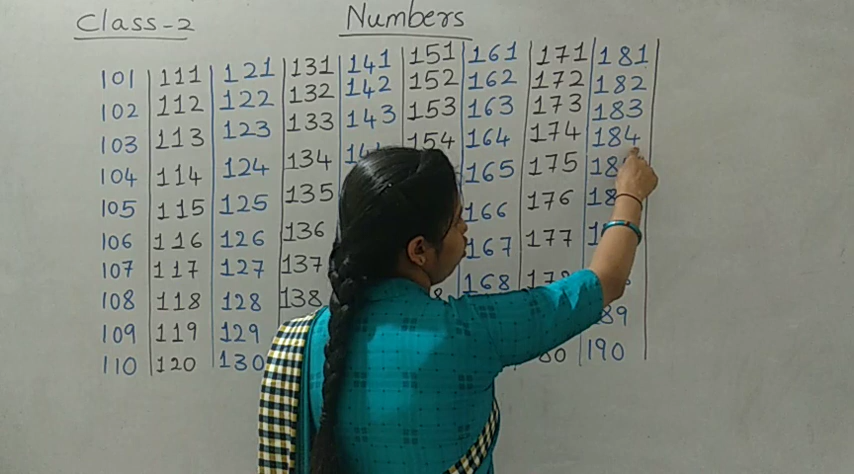 Class-2 Numbers
101 111 121 131 141 151 161 171 181
102 112 122 132 142 152 162 172 182
103 113 123 133 143 153 163 173 183
104 114 124 134 154 164 174 184
105 115 125 135 165 175
106 116 126 136 166 176
107 117 127 137 167 177
108 118 128 138 168
109 119 129
110 120 130 190